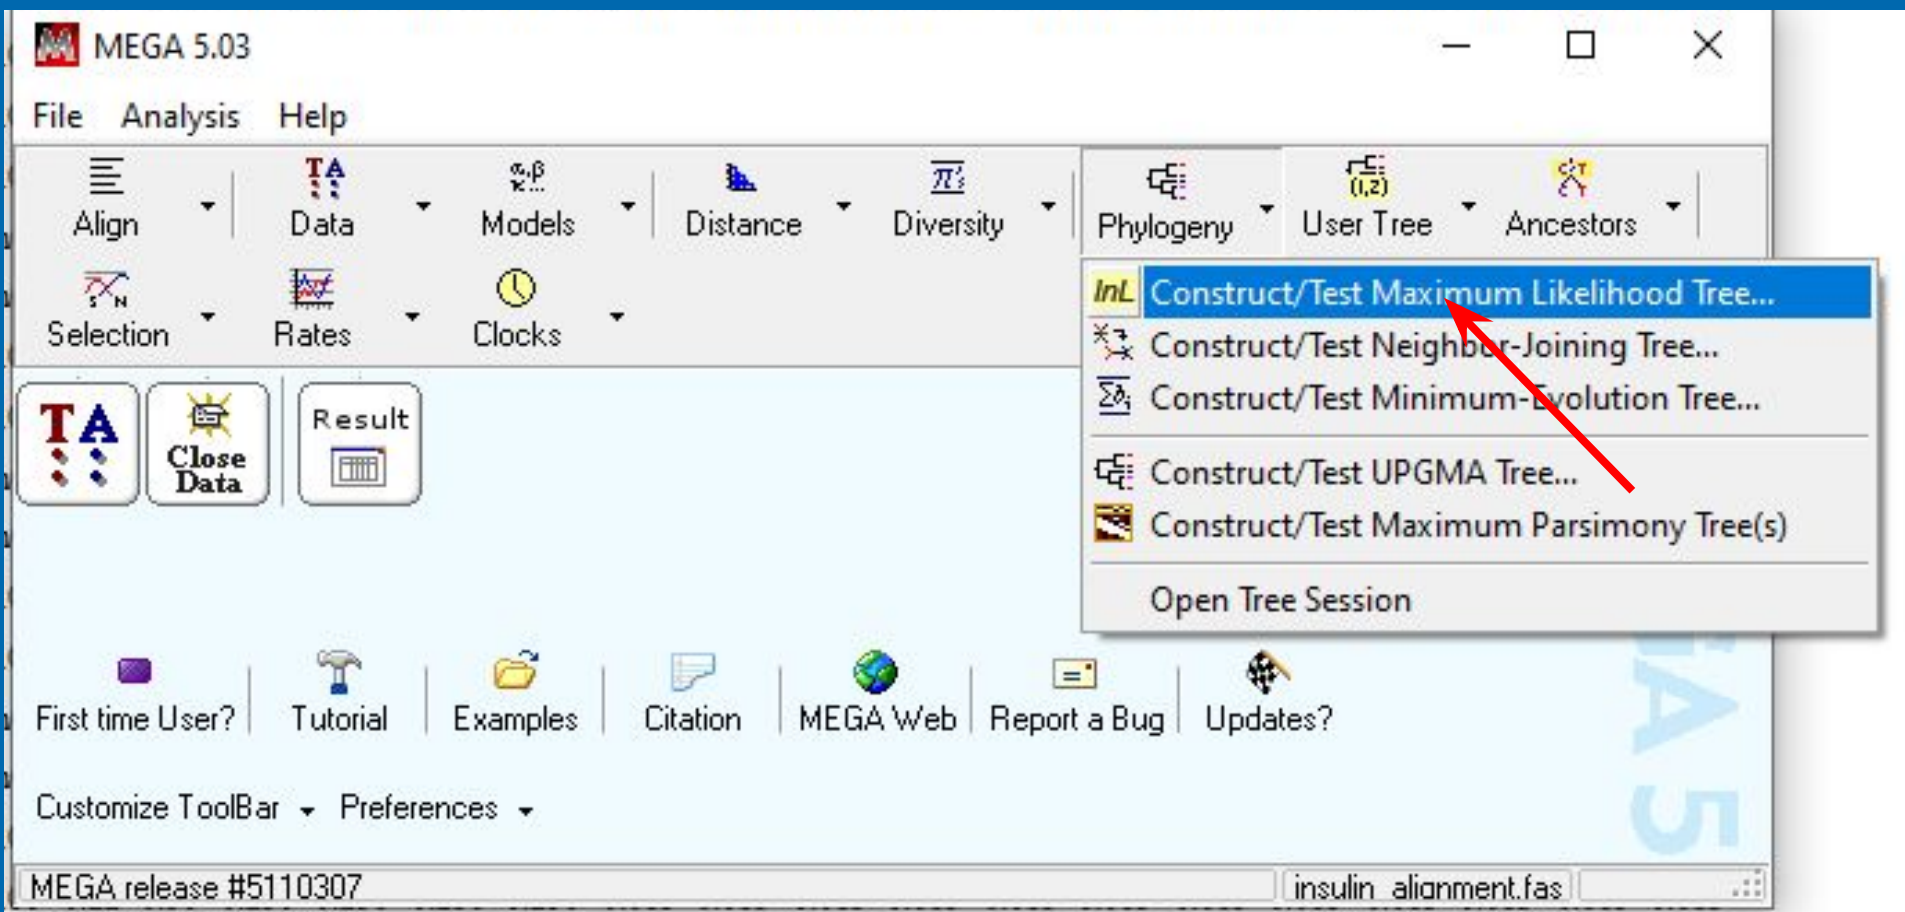 MEGA 5.03
File Analysis Help
Align Data Models Distance Diversity Phylogeny User Tree Ancestors
Selection Rates Clocks
lnL Construct/Test Maximum Likelihood Tree...
Construct/Test Neighbor-Joining Tree...
Construct/Test Minimum-Evolution Tree...
Construct/Test UPGMA Tree...
Construct/Test Maximum Parsimony Tree(s)
Open Tree Session
TA
Close
Data
Result
First time User? Tutorial Examples Citation MEGA Web Report a Bug Updates?
Customize ToolBar Preferences
MEGA release #5110307 insulin_alignment.fas